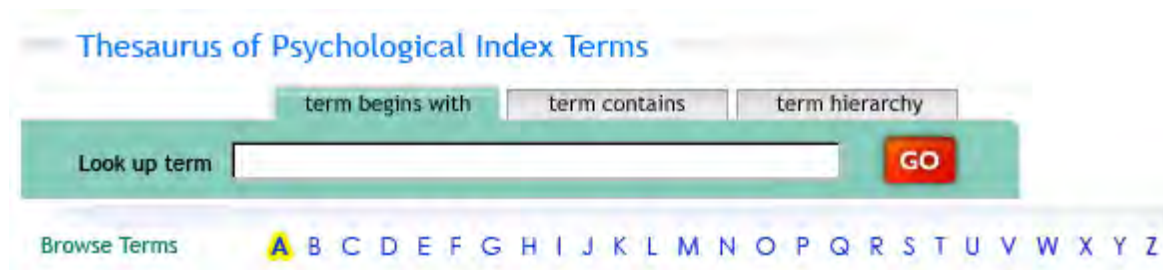 Thesaurus of Psychological Index Terms
term begins with term contains term hierarchy
Look up term GO
Browse Terms A B C D E F G H I J K L M N O P Q R S T U V W X Y Z